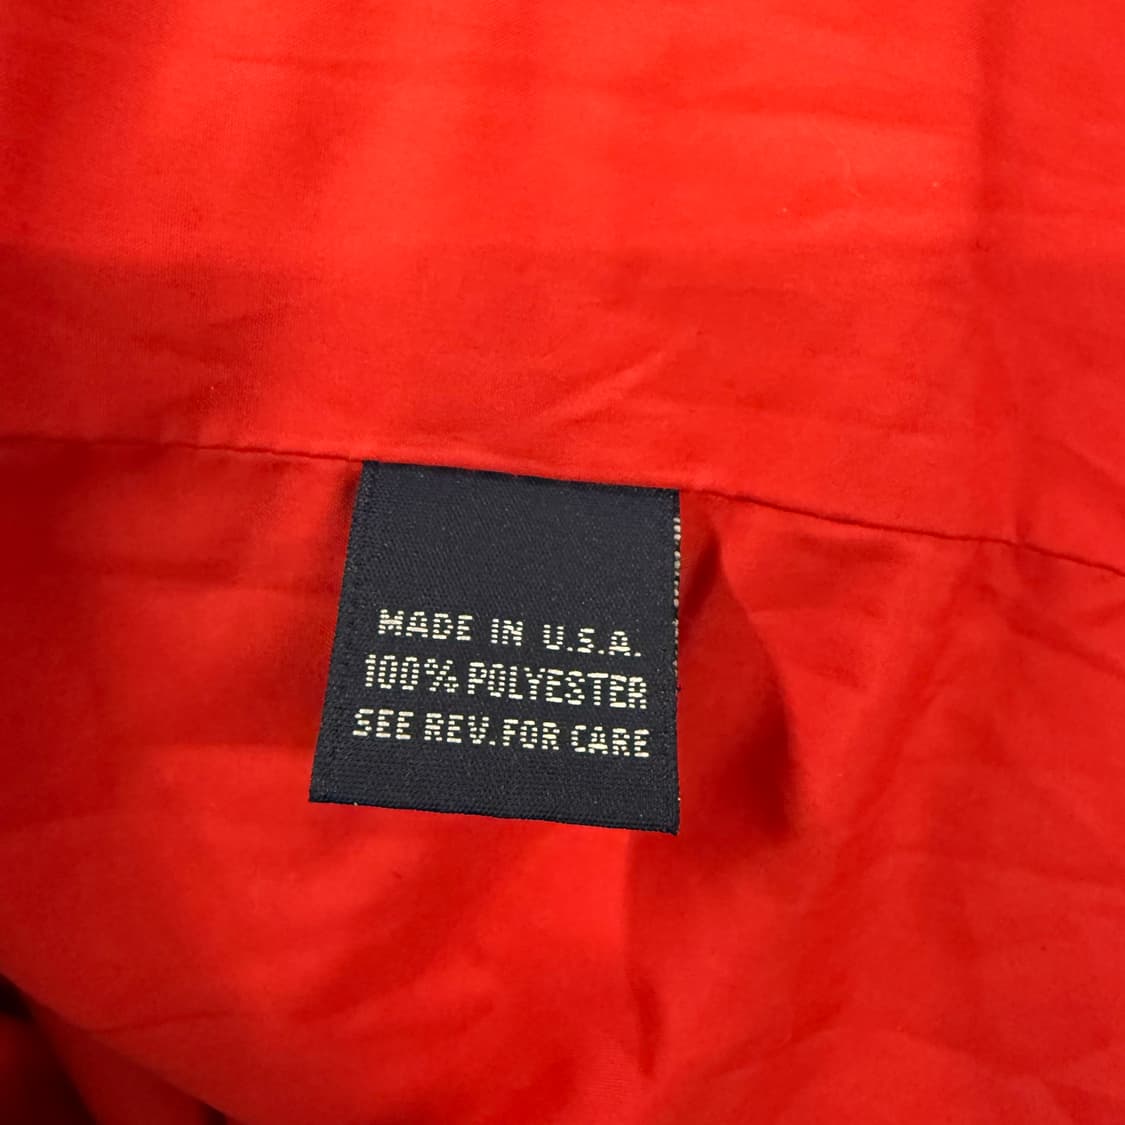 MADE IN U.S.A.
100% POLYESTER
SEE REV. FOR CARE